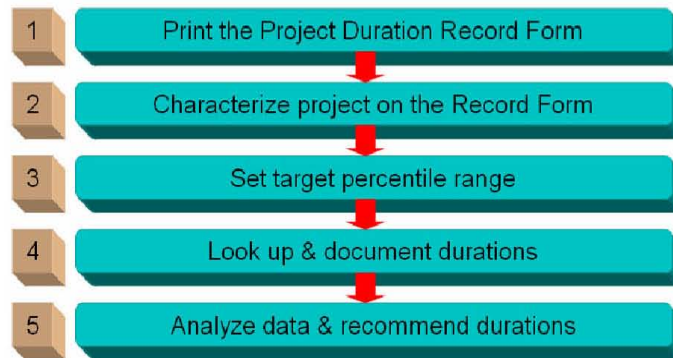 1 Print the Project Duration Record Form
2 Characterize project on the Record Form
3 Set target percentile range
4 Look up & document durations
5 Analyze data & recommend durations